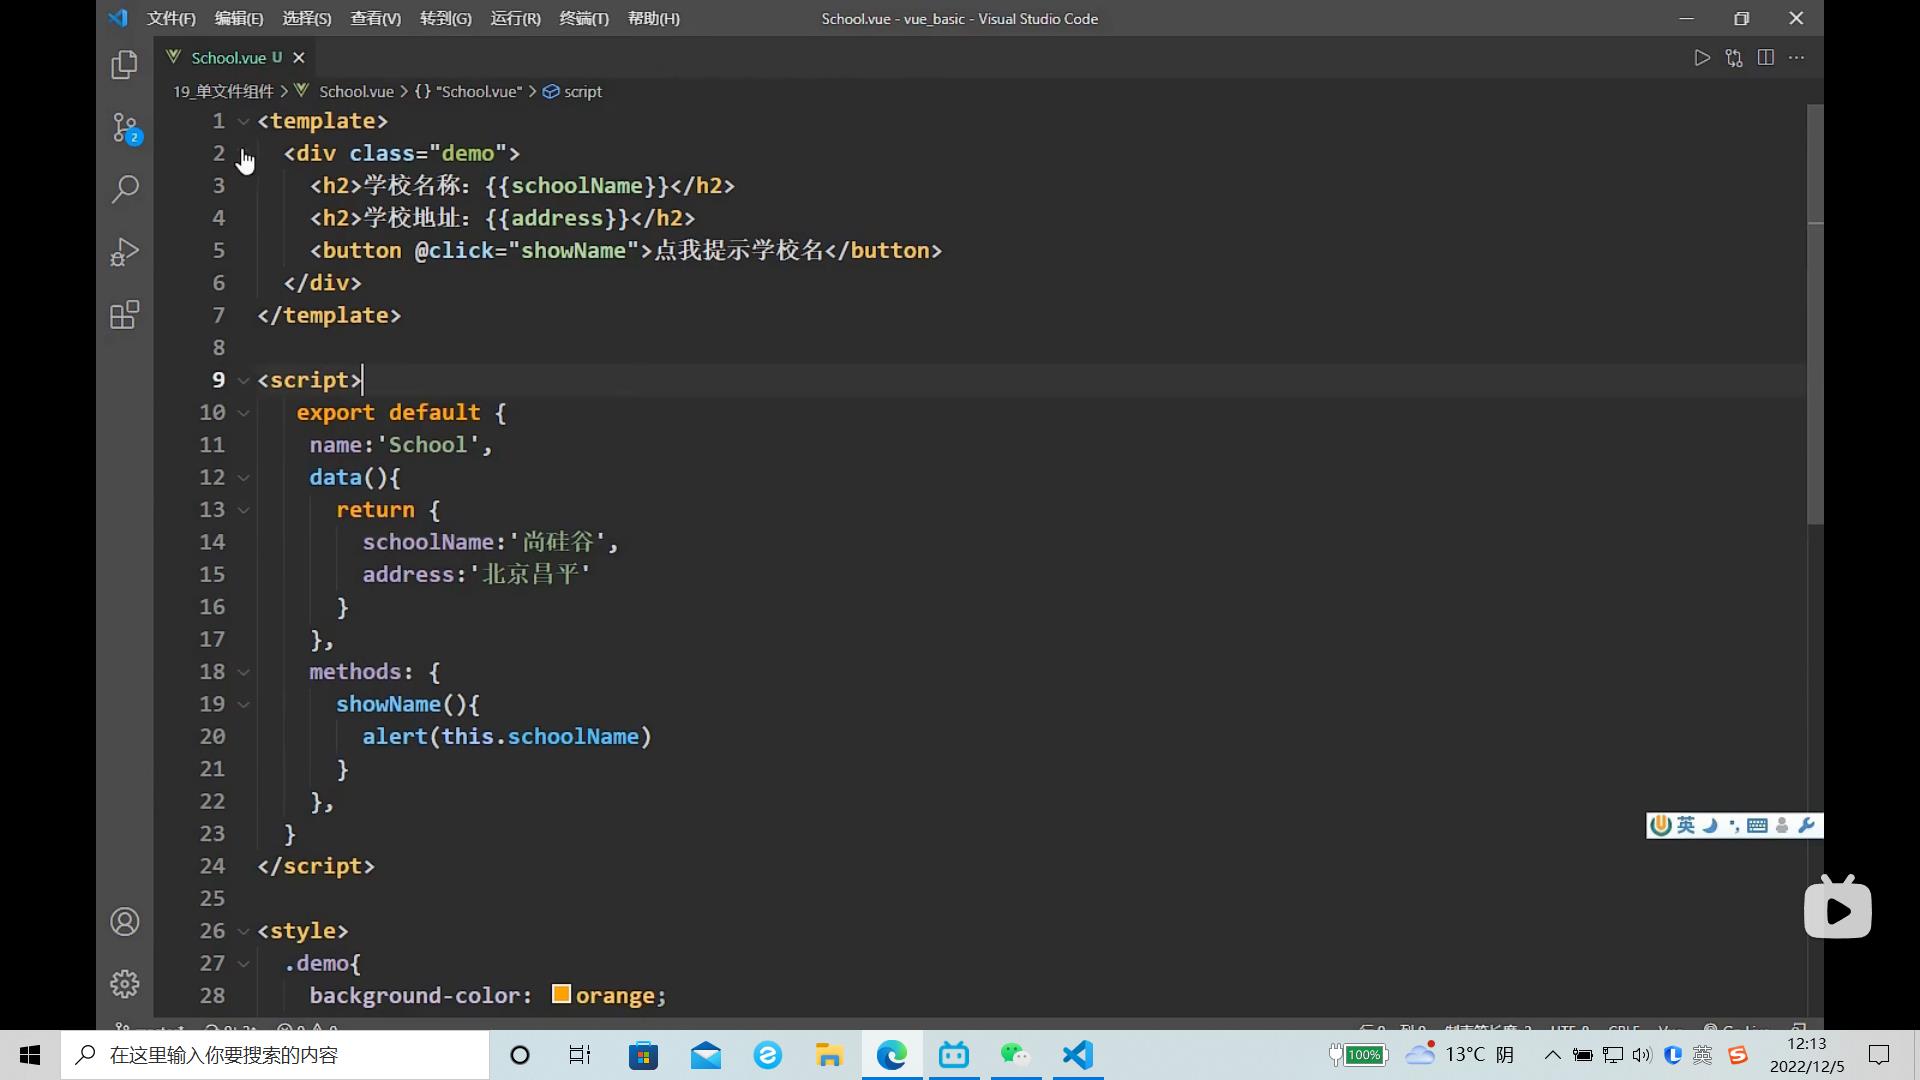 文件(F) 编辑(E) 选择(S) 查看(V) 转到(G) 运行(R) 终端(T) 帮助(H) School.vue - vue_basic - Visual Studio Code
School.vue U
19_单文件组件 > School.vue > {} "School.vue" > script
1 <template>
2 <div class="demo">
3 <h2>学校名称：{{schoolName}}</h2>
4 <h2>学校地址：{{address}}</h2>
5 <button @click="showName">点我提示学校名</button>
6 </div>
7 </template>
8
9 <script>
10 export default {
11 name:'School',
12 data(){
13 return {
14 schoolName:'尚硅谷',
15 address:'北京昌平'
16 }
17 },
18 methods: {
19 showName(){
20 alert(this.schoolName)
21 }
22 },
23 }
24 </script>
25
26 <style>
27 .demo{
28 background-color: orange;
2
英
在这里输入你要搜索的内容
100% 13°C 阴 英 12:13
2022/12/5